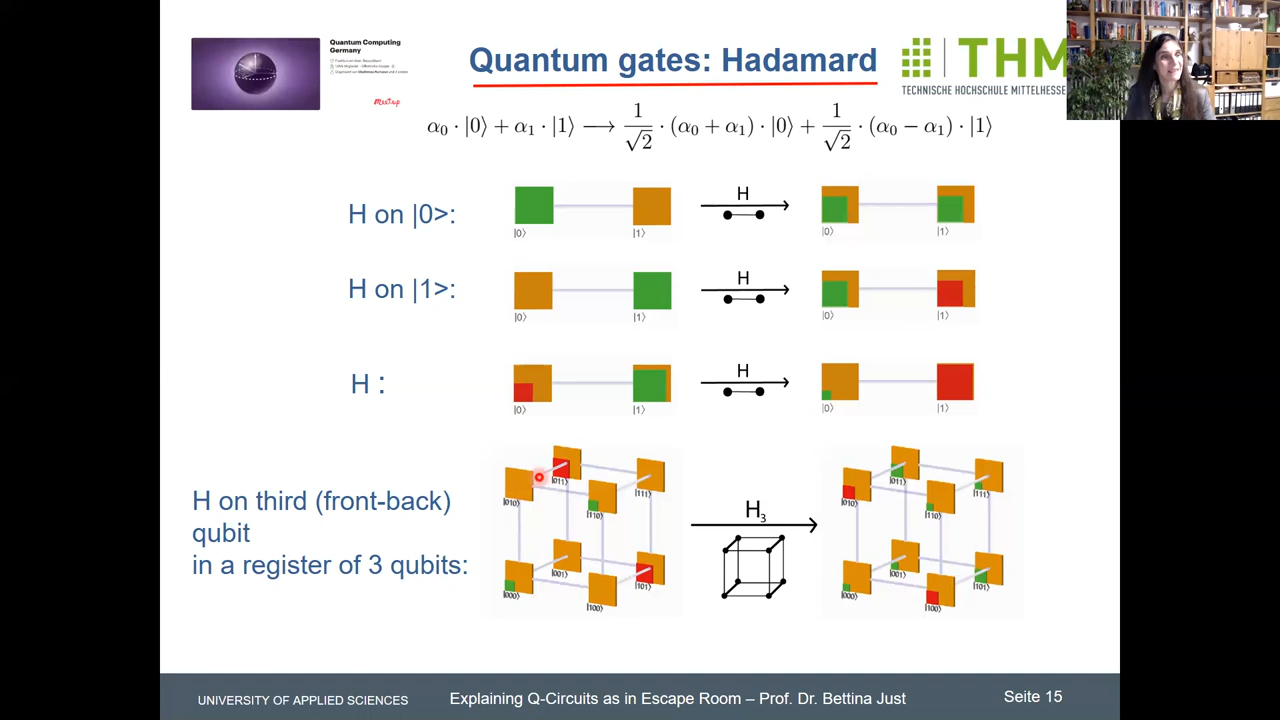 Quantum Computing
Germany
Meetup
Quantum gates: Hadamard
THM
TECHNISCHE HOCHSCHULE MITTELHESSE
α₀ · |0⟩ + α₁ · |1⟩ ⟶ 1/√2 · (α₀ + α₁) · |0⟩ + 1/√2 · (α₀ − α₁) · |1⟩
H on |0>:
|0⟩ |1⟩ H |0⟩ |1⟩
H on |1>:
|0⟩ |1⟩ H |0⟩ |1⟩
H :
|0⟩ |1⟩ H |0⟩ |1⟩
H on third (front-back)
qubit
in a register of 3 qubits:
|011⟩ |111⟩
|010⟩ |110⟩
|001⟩ |101⟩
|000⟩ |100⟩
H₃
|011⟩ |111⟩
|010⟩ |110⟩
|001⟩ |101⟩
|000⟩ |100⟩
UNIVERSITY OF APPLIED SCIENCES
Explaining Q-Circuits as in Escape Room – Prof. Dr. Bettina Just
Seite 15